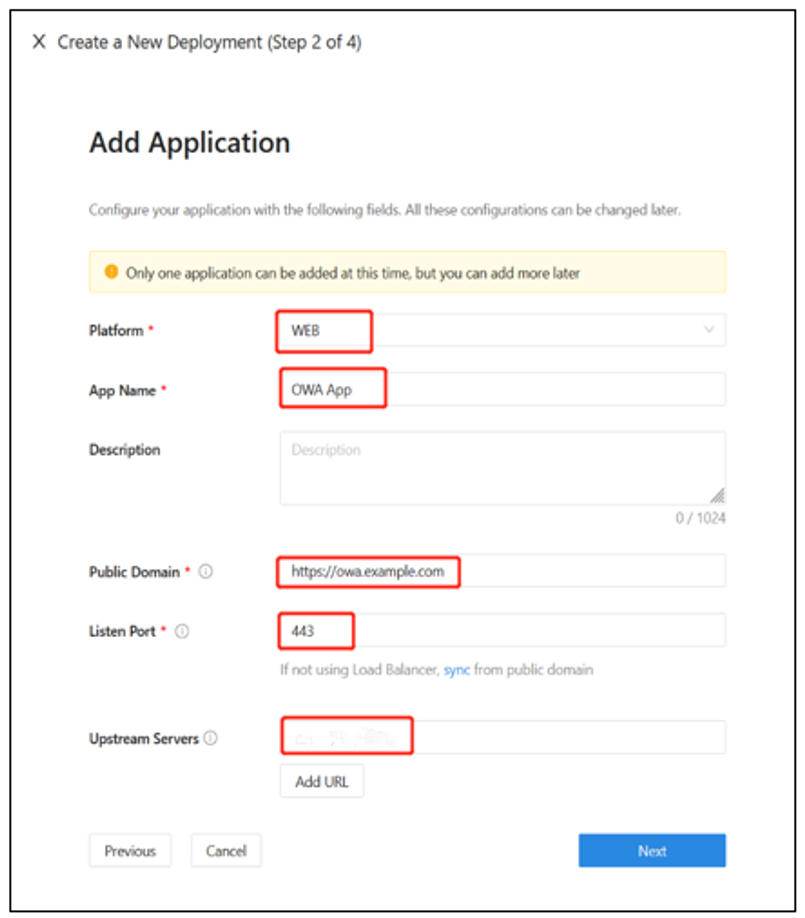 X Create a New Deployment (Step 2 of 4)
Add Application
Configure your application with the following fields. All these configurations can be changed later.
Only one application can be added at this time, but you can add more later
Platform * WEB
App Name * OWA App
Description Description
0 / 1024
Public Domain * https://owa.example.com
Listen Port * 443
If not using Load Balancer, sync from public domain
Upstream Servers
Add URL
Previous Cancel Next